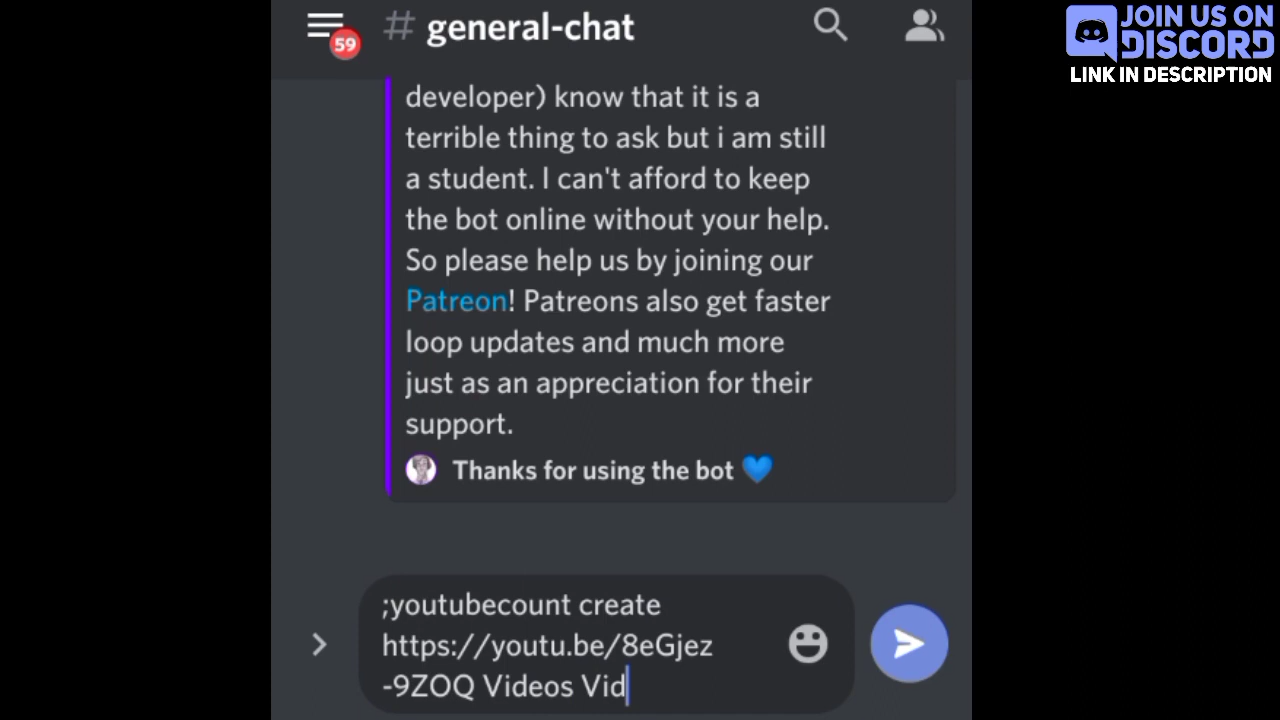 JOIN US ON
DISCORD
LINK IN DESCRIPTION
59
# general-chat
developer) know that it is a
terrible thing to ask but i am still
a student. I can't afford to keep
the bot online without your help.
So please help us by joining our
Patreon! Patreons also get faster
loop updates and much more
just as an appreciation for their
support.
Thanks for using the bot 💙
;youtubecount create
https://youtu.be/8eGjez
-9ZOQ Videos Vid